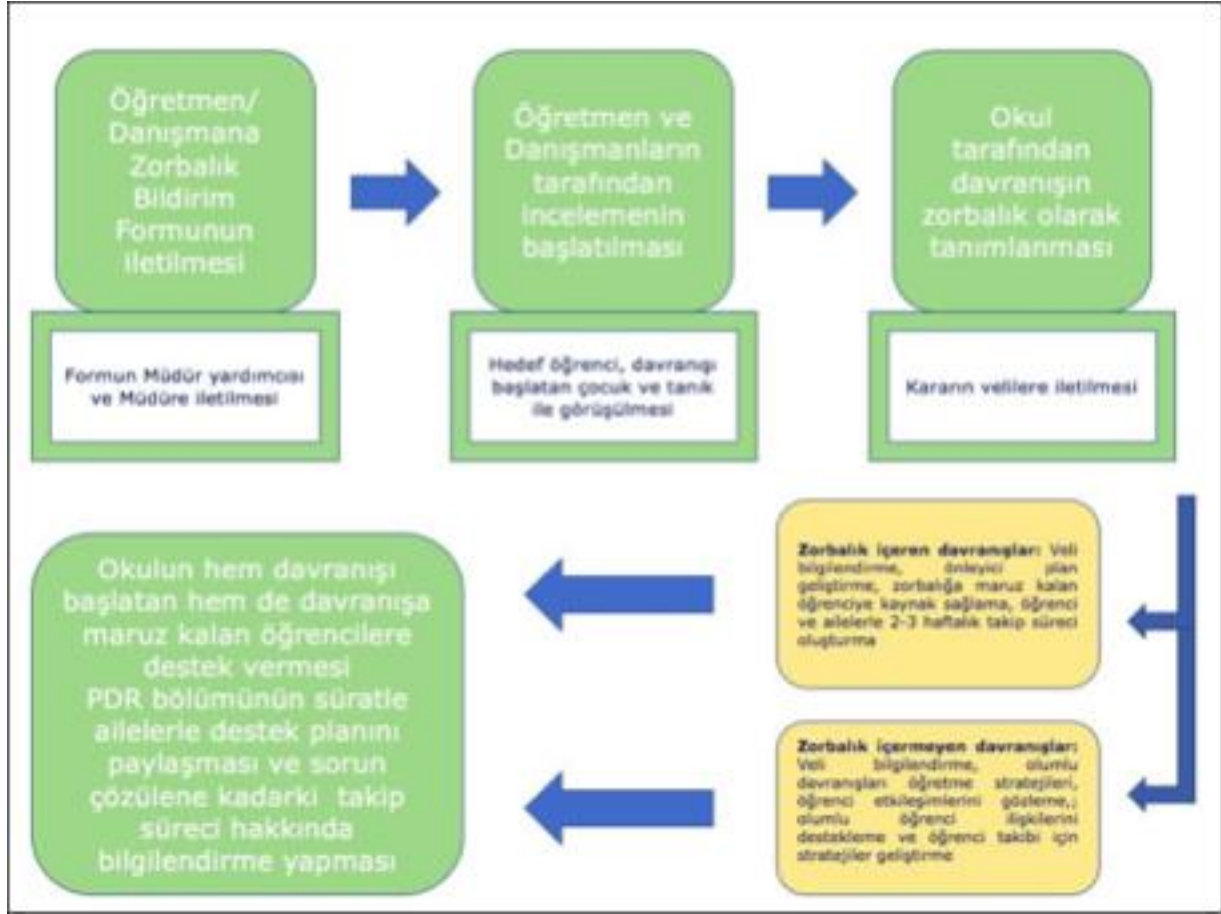 Öğretmen/
Danışmana
Zorbalık
Bildirim
Formunun
iletilmesi
Formun Müdür yardımcısı
ve Müdüre iletilmesi
Öğretmen ve
Danışmanların
tarafından
incelemenin
başlatılması
Hedef öğrenci, davranışı
başlatan çocuk ve tanık
ile görüşülmesi
Okul
tarafından
davranışın
zorbalık olarak
tanımlanması
Kararın velilere iletilmesi
Zorbalık içeren davranışlar: Veli
bilgilendirme, önleyici plan
geliştirme, zorbalığa maruz kalan
öğrenciye kaynak sağlama, öğrenci
ve ailelerle 2-3 haftalık takip süreci
oluşturma
Zorbalık içermeyen davranışlar:
Veli bilgilendirme, olumlu
davranışları öğretme stratejileri,
öğrenci etkileşimlerini gözleme,;
olumlu öğrenci ilişkilerini
destekleme ve öğrenci takibi için
stratejiler geliştirme
Okulun hem davranışı
başlatan hem de davranışa
maruz kalan öğrencilere
destek vermesi
PDR bölümünün süratle
ailelerle destek planını
paylaşması ve sorun
çözülene kadarki takip
süreci hakkında
bilgilendirme yapması